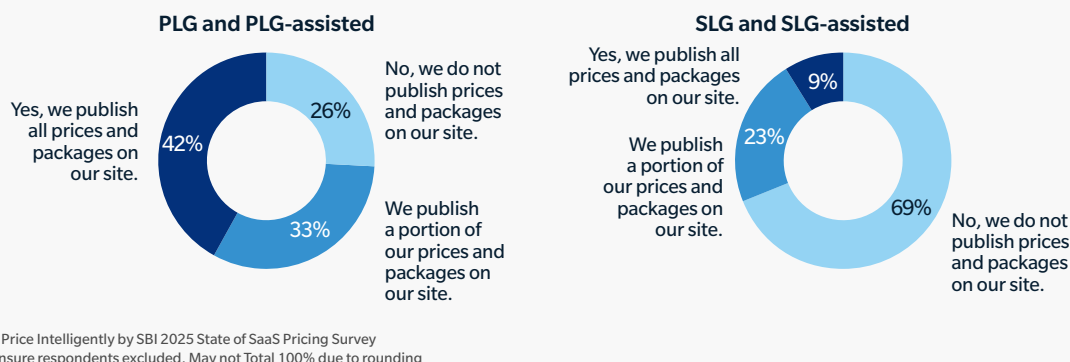 PLG and PLG-assisted
No, we do not
publish prices
and packages
on our site.
26%
Yes, we publish
all prices and
packages on
our site.
42%
We publish
a portion of
our prices and
packages on
our site.
33%
SLG and SLG-assisted
Yes, we publish all
prices and packages
on our site.
9%
We publish
a portion of
our prices and
packages on
our site.
23%
69%
No, we do not
publish prices
and packages
on our site.
Price Intelligently by SBI 2025 State of SaaS Pricing Survey
respondents excluded. May not Total 100% due to rounding